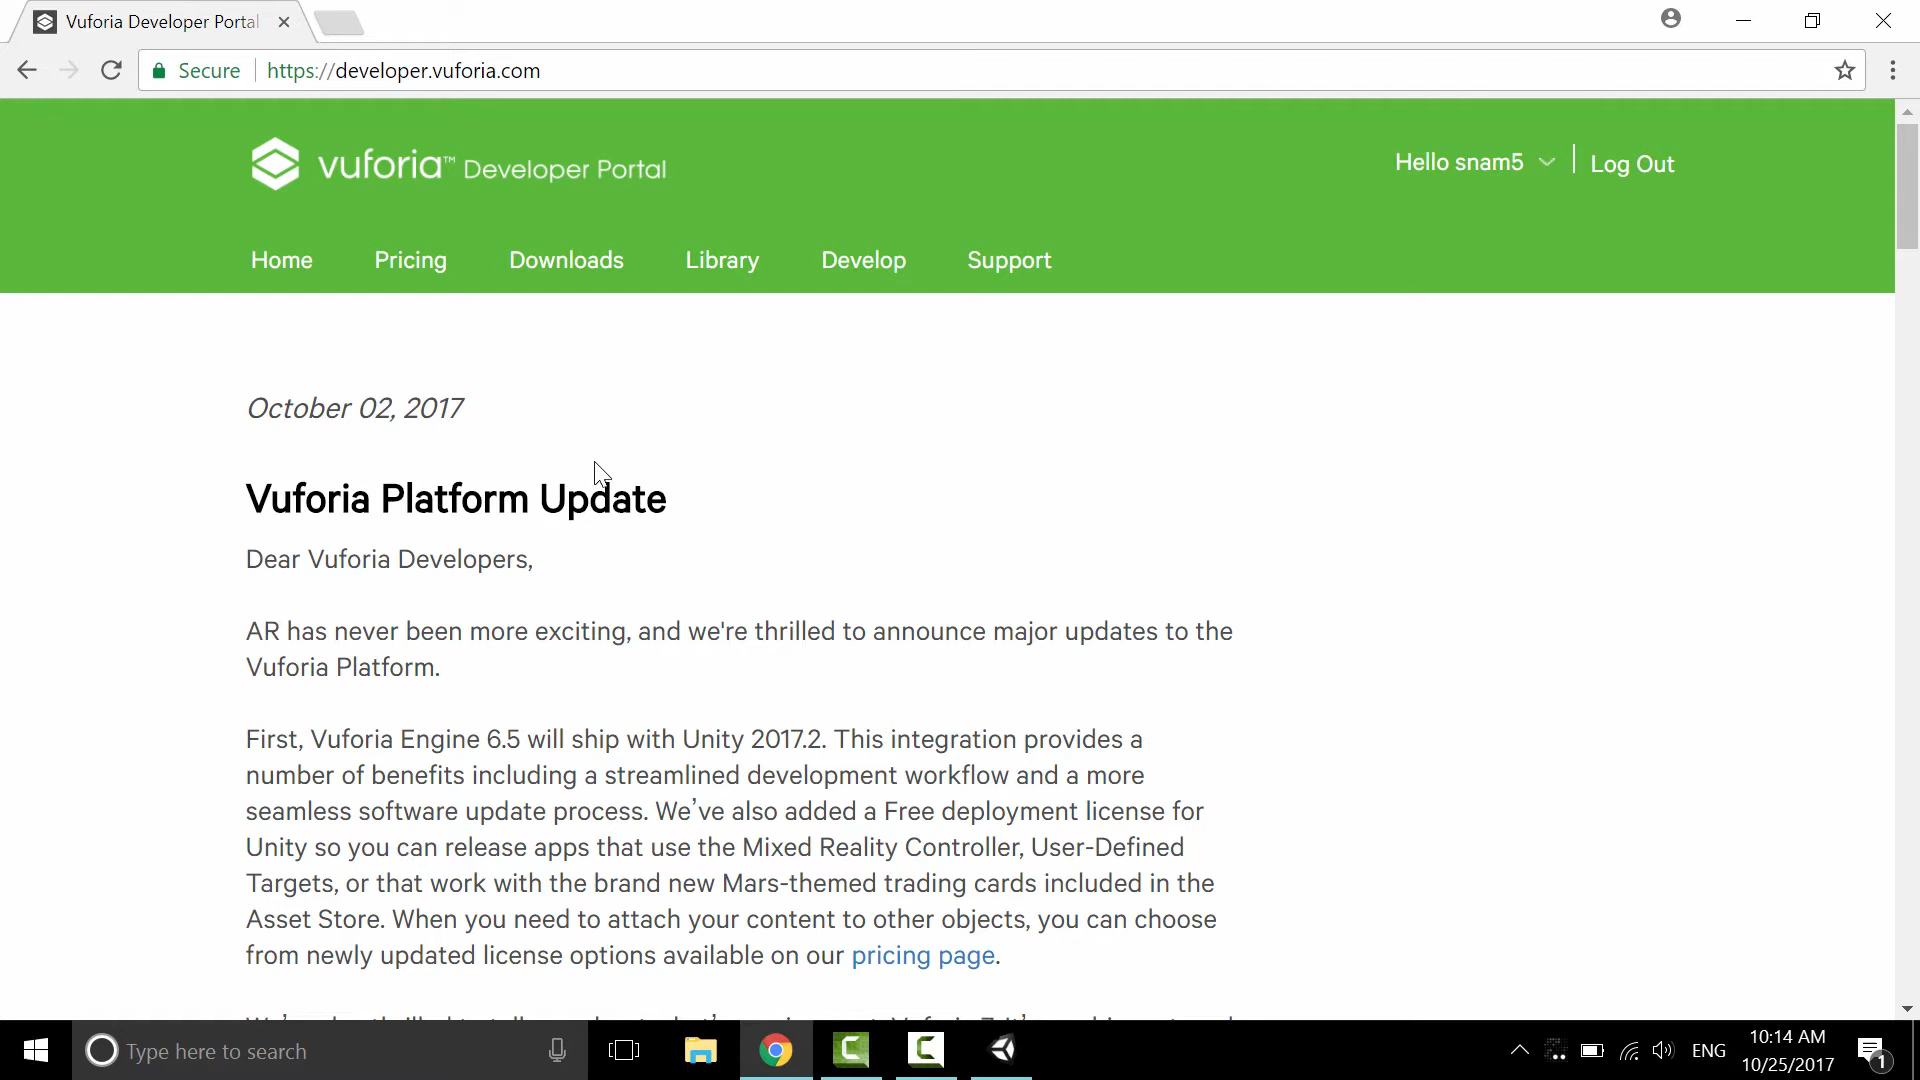 Vuforia Developer Portal
Secure
https://developer.vuforia.com
vuforia™ Developer Portal
Hello snam5
Log Out
Home
Pricing
Downloads
Library
Develop
Support
October 02, 2017
Vuforia Platform Update
Dear Vuforia Developers,
AR has never been more exciting, and we're thrilled to announce major updates to the
Vuforia Platform.
First, Vuforia Engine 6.5 will ship with Unity 2017.2. This integration provides a
number of benefits including a streamlined development workflow and a more
seamless software update process. We’ve also added a Free deployment license for
Unity so you can release apps that use the Mixed Reality Controller, User-Defined
Targets, or that work with the brand new Mars-themed trading cards included in the
Asset Store. When you need to attach your content to other objects, you can choose
from newly updated license options available on our pricing page.
Type here to search
ENG
10:14 AM
10/25/2017
1